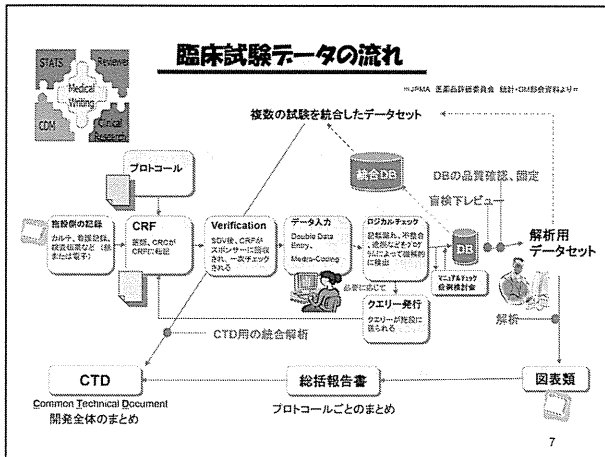 臨床試験データの流れ
STATS
Reviewer
Medical
Writing
CDM
Clinical
Research
JPMA 医薬品評価委員会 統計・DM部会資料より
複数の試験を統合したデータセット
統合DB
DBの品質確認、固定
盲検下レビュー
プロトコール
施設側の記録
カルテ、看護記録、
検査伝票など（紙
または電子）
CRF
医師、CRCが
CRFに転記
Verification
SDV後、CRFが
スポンサーに回収
され、一次チェック
される
データ入力
Double Data
Entry、
Medra-Coding
ロジカルチェック
記載漏れ、不整合、
逸脱などをプログ
ラムによって機械的
に検出
DB
解析用
データセット
マニュアルチェック
症例検討会
必要に応じて
クエリー発行
クエリーが施設に
送られる
解析
CTD用の統合解析
CTD
Common Technical Document
開発全体のまとめ
総括報告書
プロトコールごとのまとめ
図表類
7